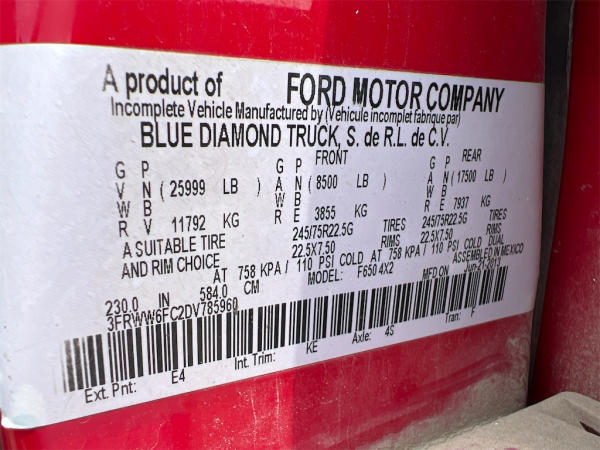 A product of FORD MOTOR COMPANY
Incomplete Vehicle Manufactured by (Vehicule incomplet fabrique par)
BLUE DIAMOND TRUCK, S. de R.L. de C.V.
FRONT REAR
G P G P G P
V N ( 25999 LB ) A N ( 8500 LB ) A N ( 17500 LB )
W B W B W B
R V 11792 KG R E 3855 KG R E 7937 KG
A SUITABLE TIRE 245/75R22.5G TIRES 245/75R22.5G TIRES
AND RIM CHOICE 22.5X7.50 RIMS 22.5X7.50 RIMS
AT 758 KPA / 110 PSI COLD AT 758 KPA / 110 PSI COLD DUAL
230.0 IN 584.0 CM MODEL: F650 4X2 ASSEMBLED IN MEXICO
3FRWW6FC2DV785960 MFD ON Jun-21-2013
Ext. Pnt: E4 Int. Trim: KE Axle: 4S TSC: F